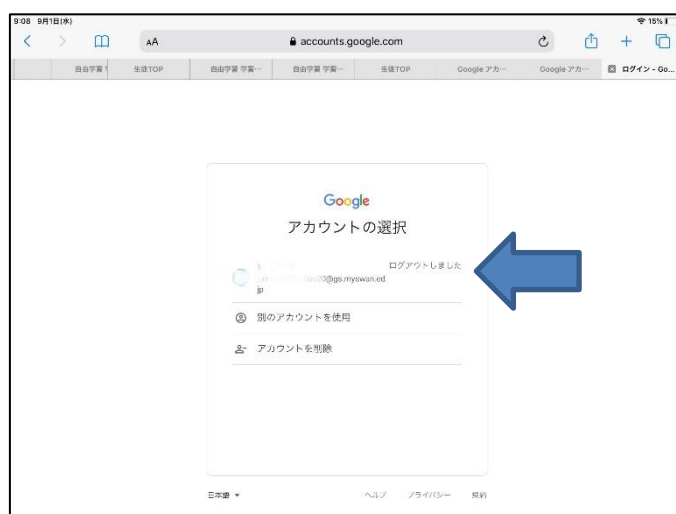 9:08 9月1日(水)
15%
AA
accounts.google.com
自由学習
生徒TOP
自由学習 学習…
自由学習 学習…
生徒TOP
Google アカ…
Google アカ…
ログイン - Go...
Google
アカウントの選択
ログアウトしました
20@gs.myswan.ed
jp
別のアカウントを使用
アカウントを削除
日本語
ヘルプ
プライバシー
規約